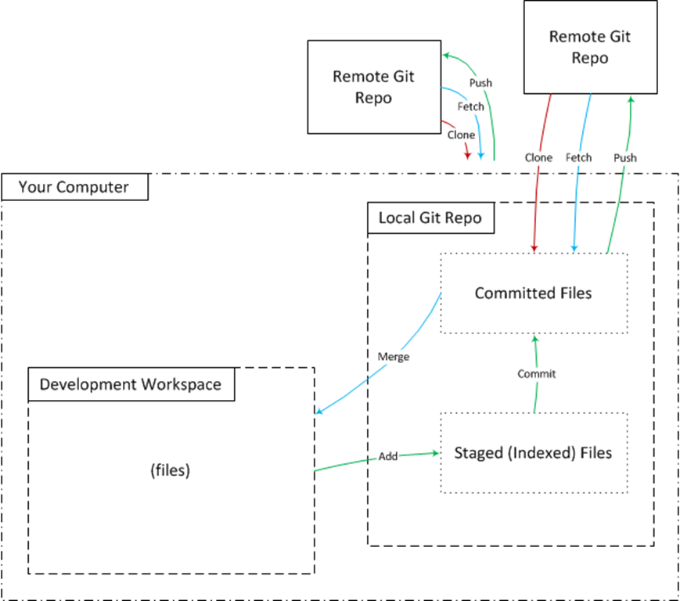 Remote Git
Repo
Remote Git
Repo
Push
Fetch
Clone
Clone
Fetch
Push
Your Computer
Local Git Repo
Committed Files
Merge
Commit
Development Workspace
Add
Staged (Indexed) Files
(files)